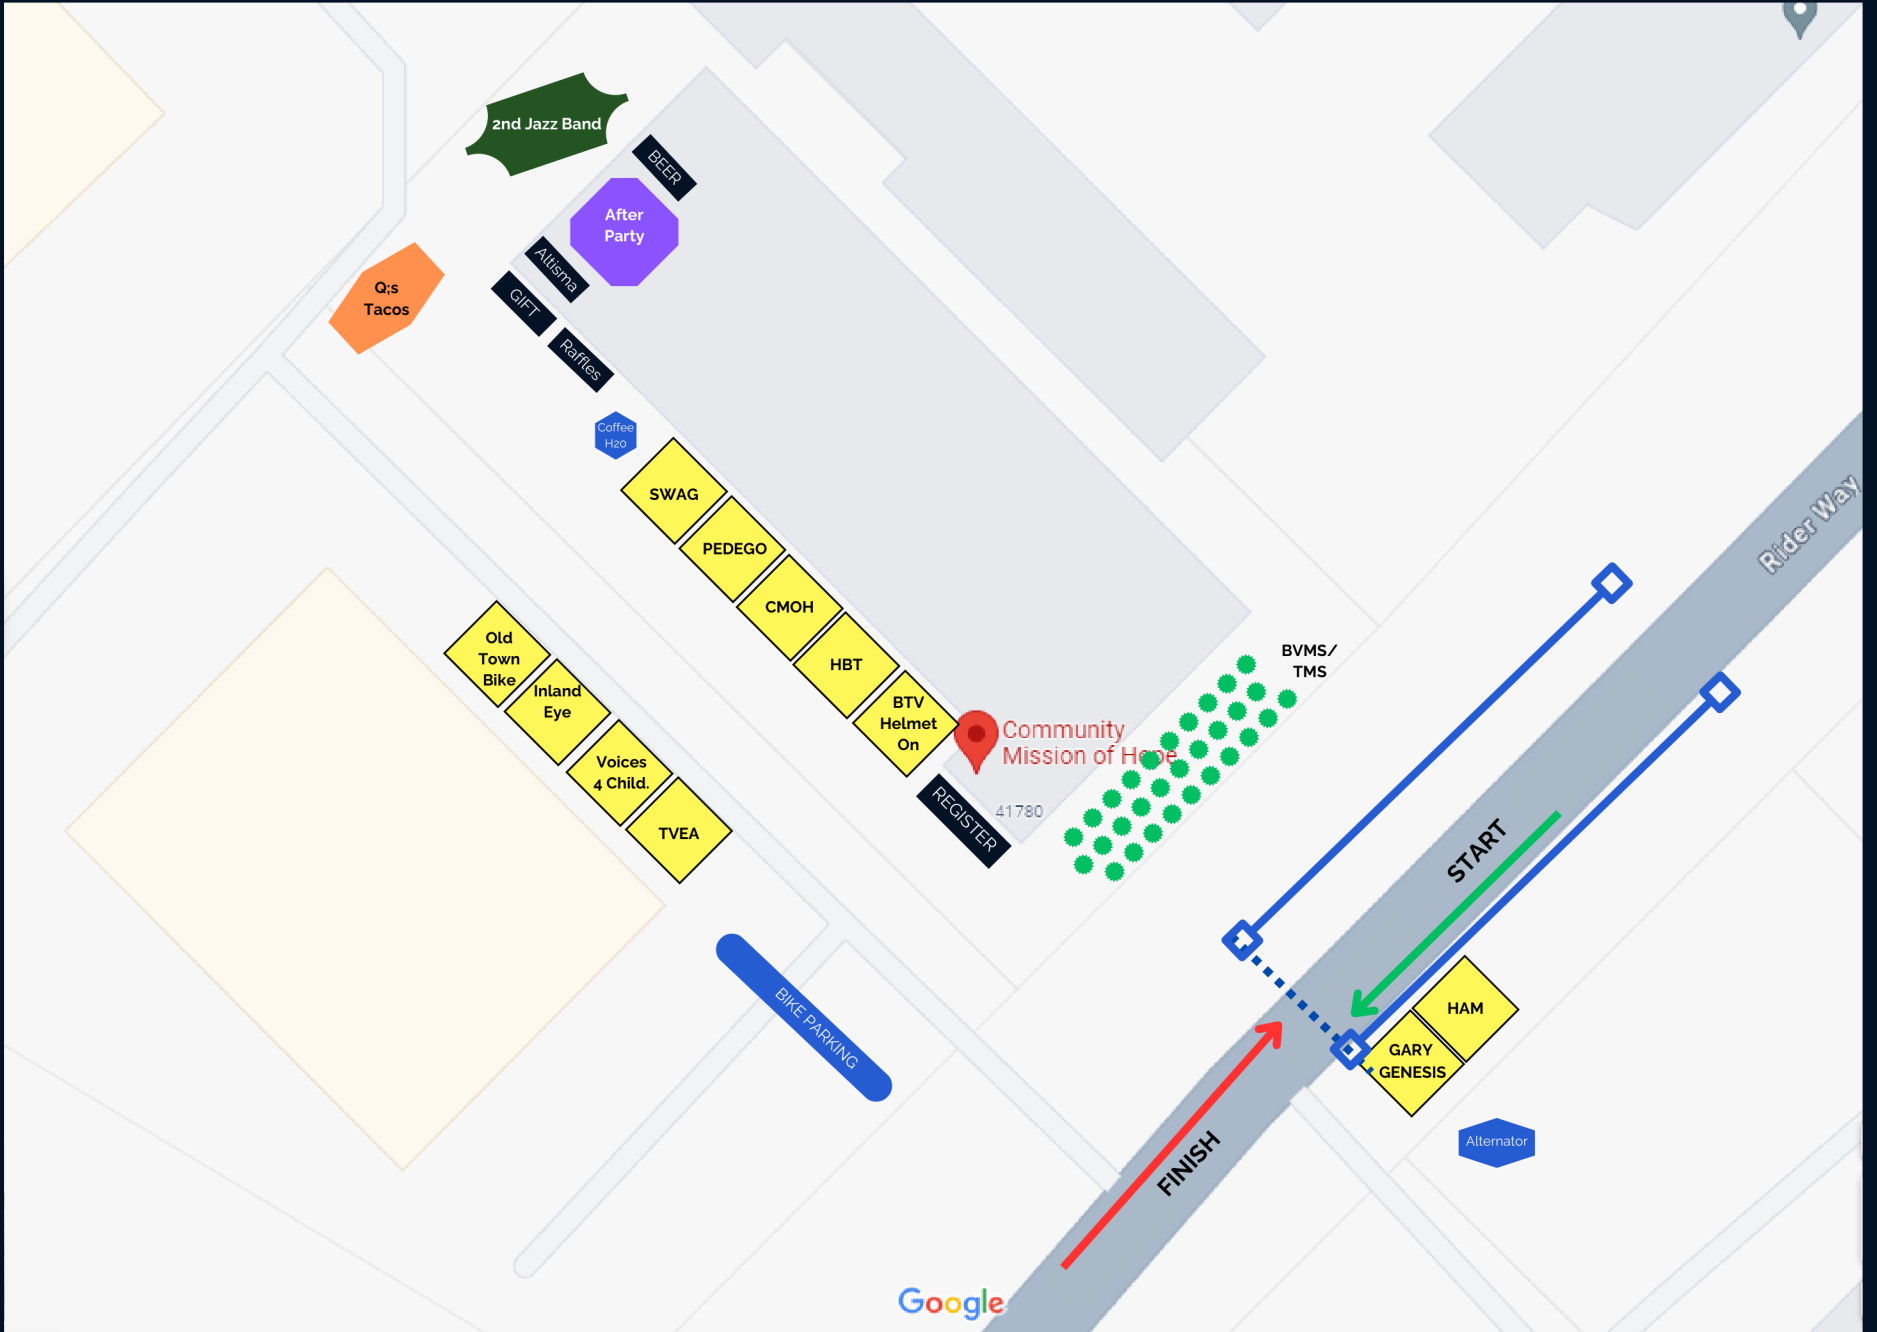 2nd Jazz Band
BEER
After
Party
Altisma
GIFT
Raffles
Q;s
Tacos
Coffee
H20
SWAG
PEDEGO
CMOH
HBT
BTV
Helmet
On
REGISTER
Old
Town
Bike
Inland
Eye
Voices
4 Child.
TVEA
BIKE PARKING
Community
Mission of Hope
41780
BVMS/
TMS
Rider Way
START
FINISH
HAM
GARY
GENESIS
Alternator
Google